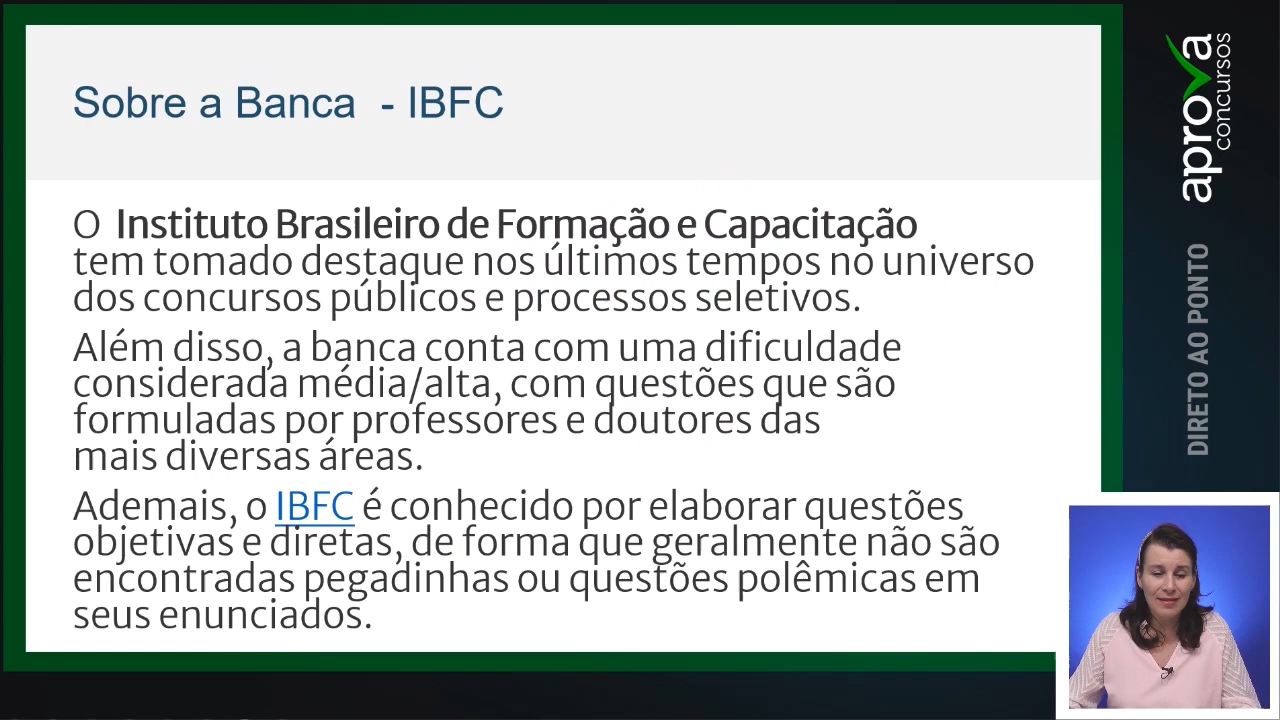 Sobre a Banca - IBFC
O Instituto Brasileiro de Formação e Capacitação
tem tomado destaque nos últimos tempos no universo
dos concursos públicos e processos seletivos.
Além disso, a banca conta com uma dificuldade
considerada média/alta, com questões que são
formuladas por professores e doutores das
mais diversas áreas.
Ademais, o IBFC é conhecido por elaborar questões
objetivas e diretas, de forma que geralmente não são
encontradas pegadinhas ou questões polêmicas em
seus enunciados.
aprova
concursos
DIRETO AO PONTO